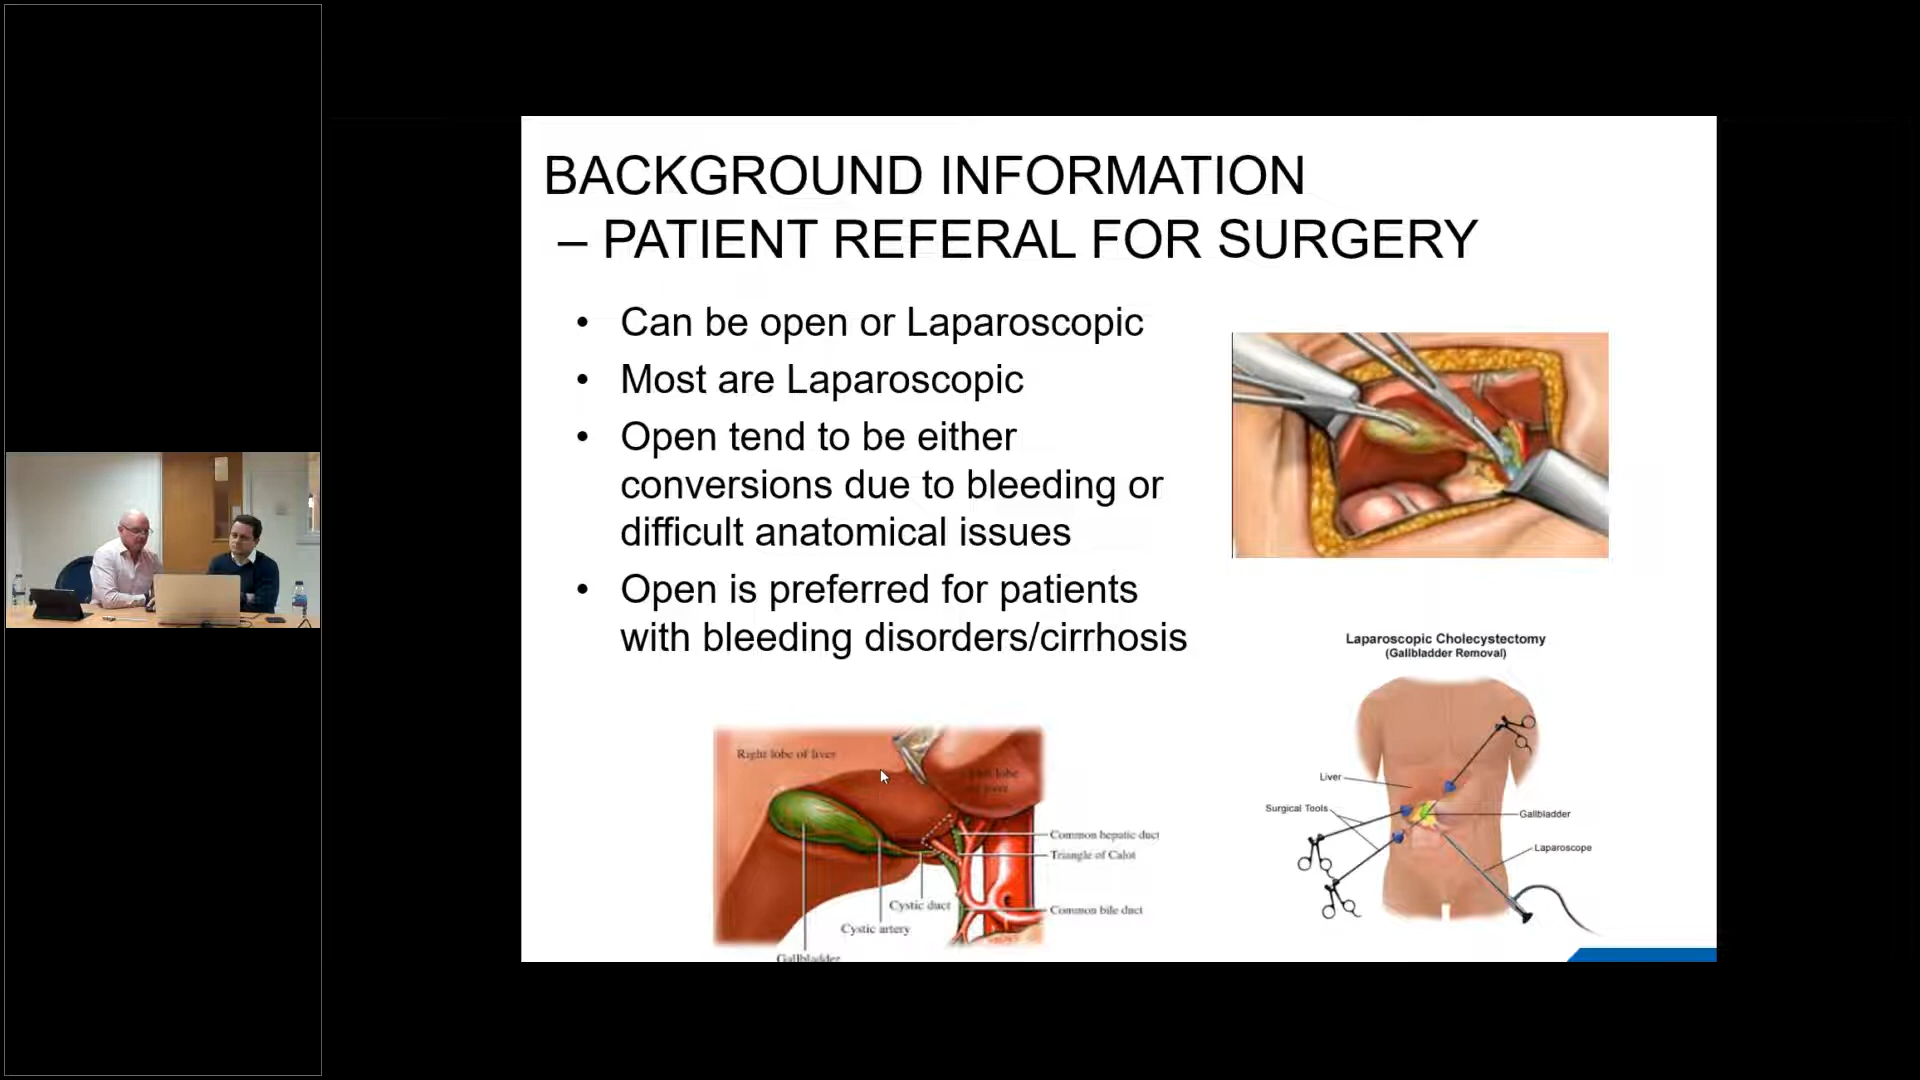 BACKGROUND INFORMATION
– PATIENT REFERAL FOR SURGERY
• Can be open or Laparoscopic
• Most are Laparoscopic
• Open tend to be either
conversions due to bleeding or
difficult anatomical issues
• Open is preferred for patients
with bleeding disorders/cirrhosis
Laparoscopic Cholecystectomy
(Gallbladder Removal)
Liver
Surgical Tools
Gallbladder
Laparoscope
Right lobe of liver
lobe
Common hepatic duct
Triangle of Calot
Cystic duct
Common bile duct
Cystic artery
Gallbladder